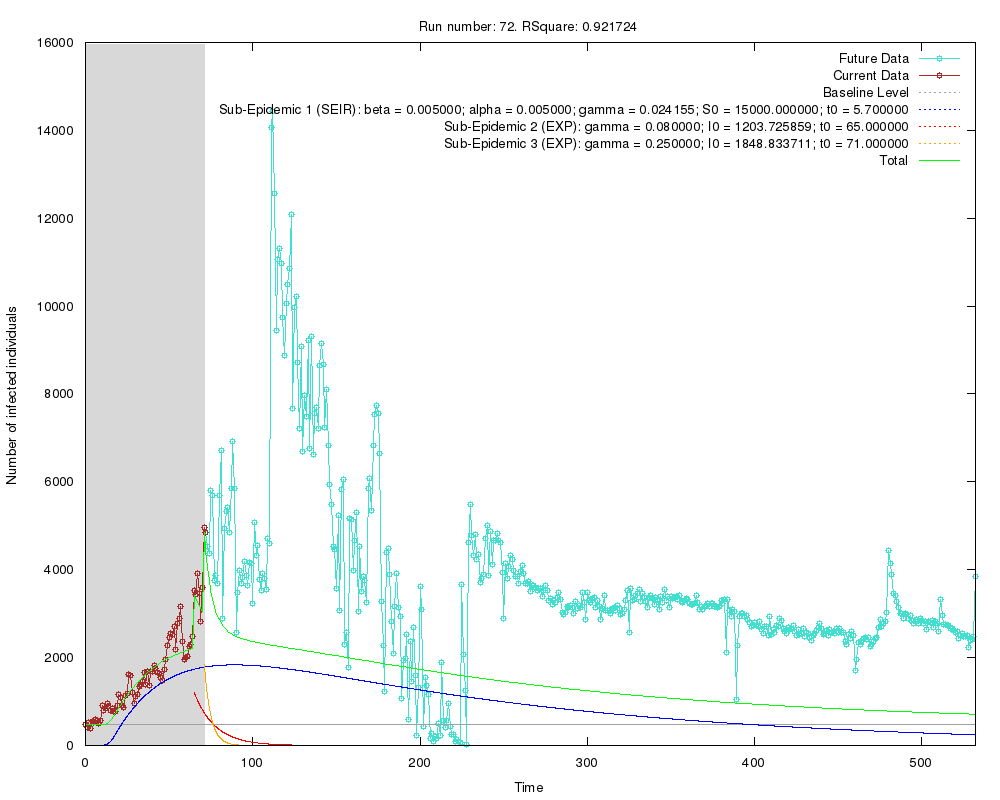 Run number: 72. RSquare: 0.921724
16000
14000
12000
10000
8000
6000
4000
2000
0
Number of infected individuals
Future Data
Current Data
Baseline Level
Sub-Epidemic 1 (SEIR): beta = 0.005000; alpha = 0.005000; gamma = 0.024155; S0 = 15000.000000; t0 = 5.700000
Sub-Epidemic 2 (EXP): gamma = 0.080000; I0 = 1203.725859; t0 = 65.000000
Sub-Epidemic 3 (EXP): gamma = 0.250000; I0 = 1848.833711; t0 = 71.000000
Total
0 100 200 300 400 500
Time